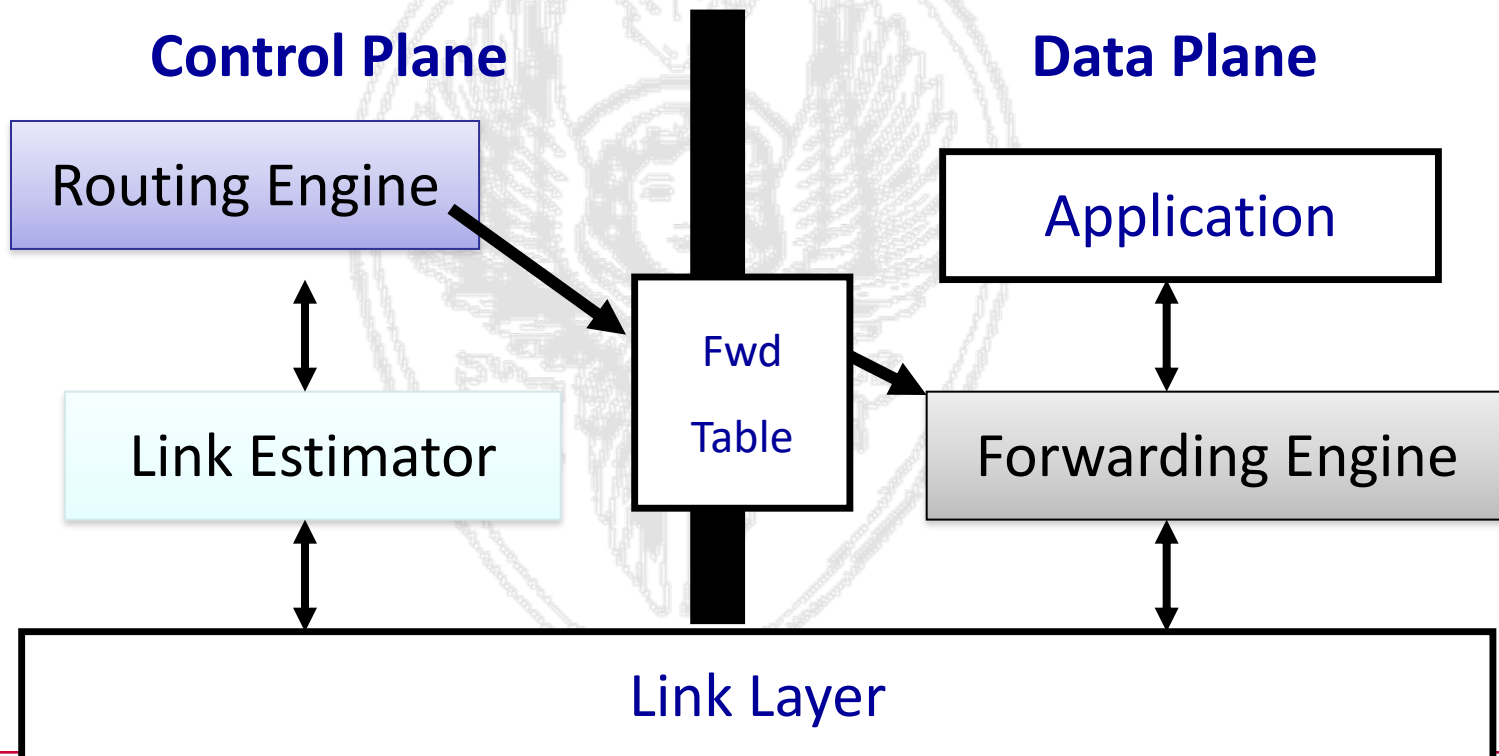 Control Plane
Data Plane
Routing Engine
Application
Fwd
Table
Link Estimator
Forwarding Engine
Link Layer